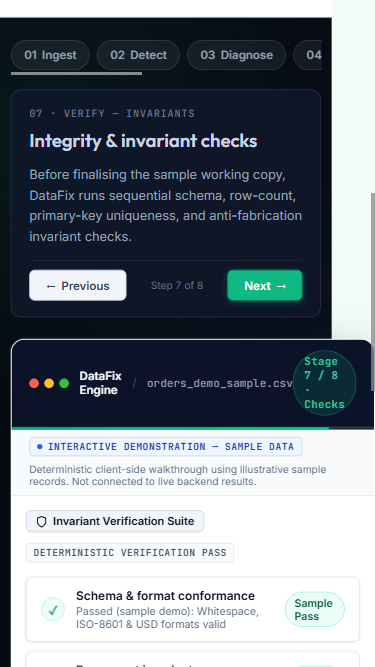 01 Ingest
02 Detect
03 Diagnose
04
07 · VERIFY — INVARIANTS
Integrity & invariant checks
Before finalising the sample working copy,
DataFix runs sequential schema, row-count,
primary-key uniqueness, and anti-fabrication
invariant checks.
← Previous
Step 7 of 8
Next →
DataFix
Engine
/
orders_demo_sample.csv
Stage
7 / 8
·
Checks
INTERACTIVE DEMONSTRATION — SAMPLE DATA
Deterministic client-side walkthrough using illustrative sample
records. Not connected to live backend results.
Invariant Verification Suite
DETERMINISTIC VERIFICATION PASS
Schema & format conformance
Passed (sample demo): Whitespace,
ISO-8601 & USD formats valid
Sample
Pass